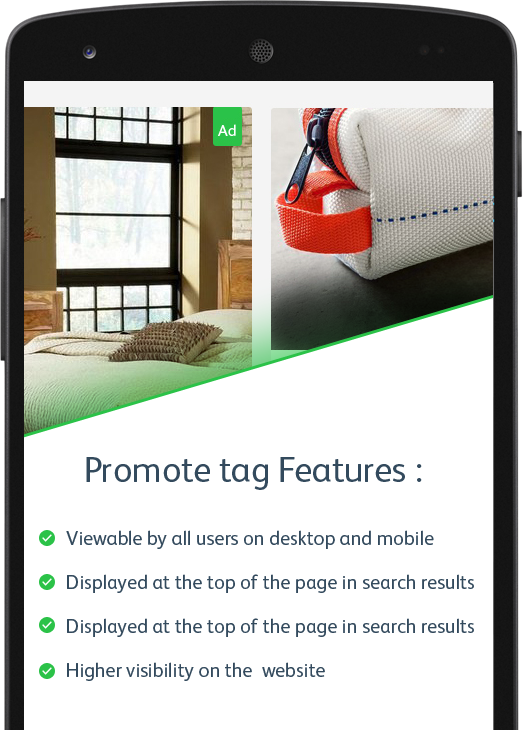 Ad
Promote tag Features :
Viewable by all users on desktop and mobile
Displayed at the top of the page in search results
Displayed at the top of the page in search results
Higher visibility on the  website